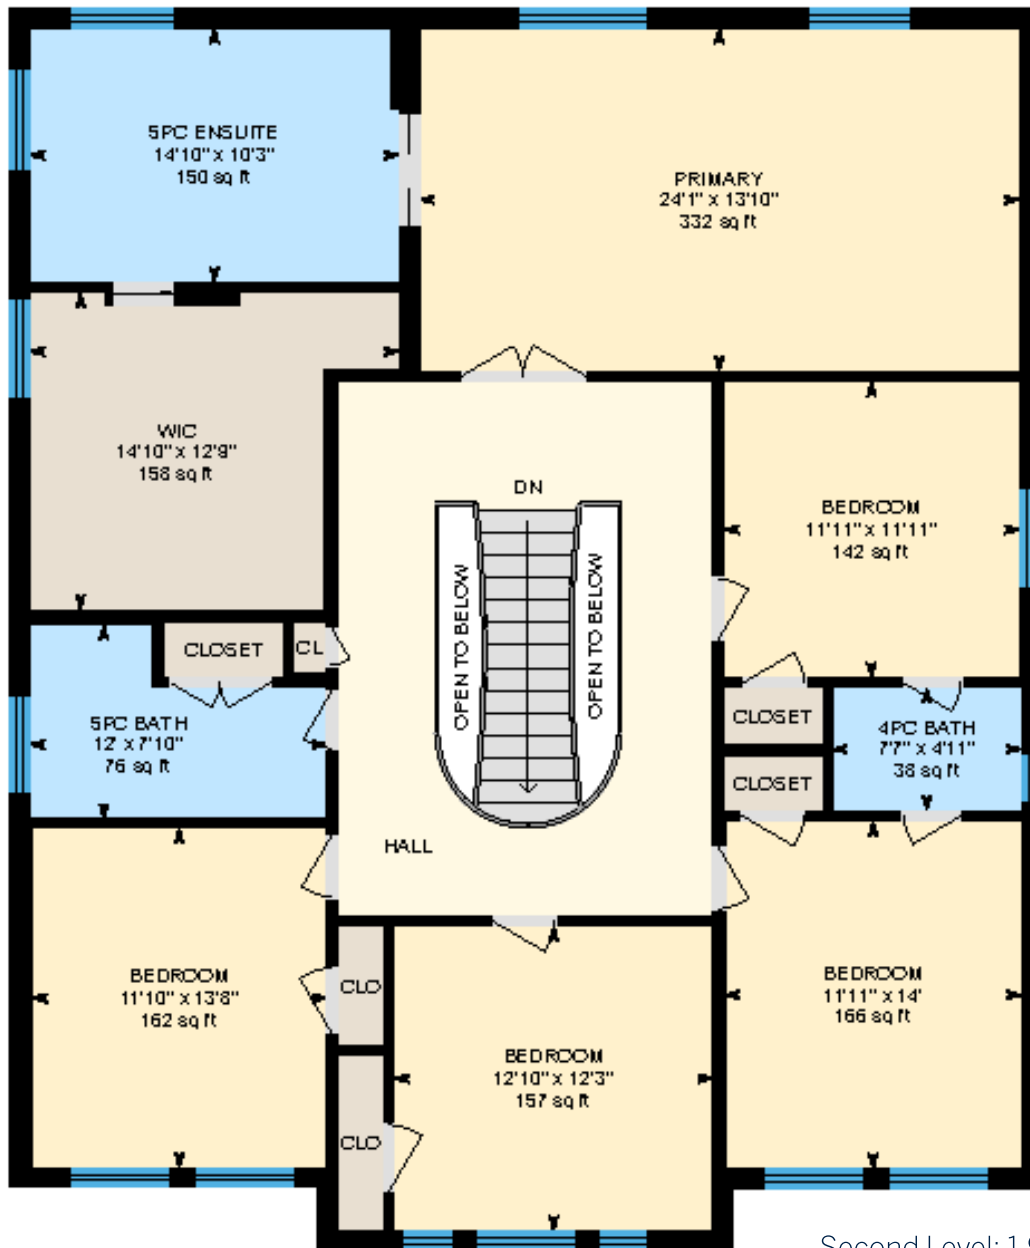 5PC ENSUITE
14'10" x 10'3"
150 sq ft
PRIMARY
24'1" x 13'10"
332 sq ft
WIC
14'10" x 12'9"
158 sq ft
DN
BEDROOM
11'11" x 11'11"
142 sq ft
OPEN TO BELOW
OPEN TO BELOW
CLOSET
CL
5PC BATH
12' x 7'10"
76 sq ft
CLOSET
4PC BATH
7'7" x 4'11"
38 sq ft
CLOSET
HALL
BEDROOM
11'10" x 13'8"
162 sq ft
CLO
BEDROOM
11'11" x 14'
166 sq ft
BEDROOM
12'10" x 12'3"
157 sq ft
CLO
Second Level: